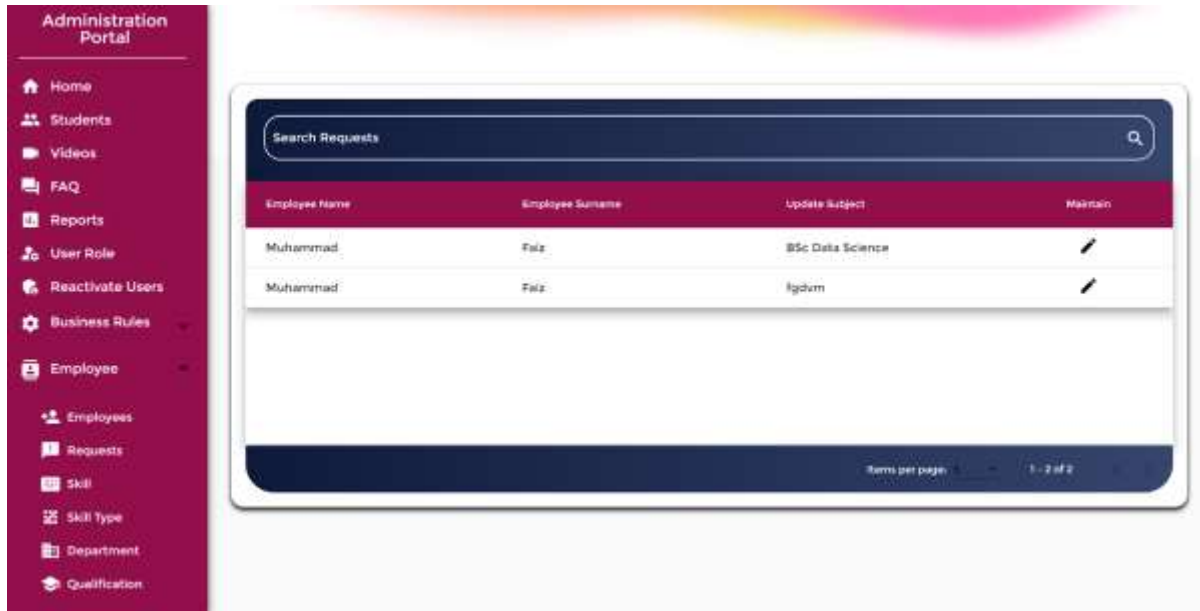 Administration
Portal
Home
Students
Videos
FAQ
Reports
User Role
Reactivate Users
Business Rules
Employee
Employees
Requests
Skill
Skill Type
Department
Qualification
Search Requests
Employee Name Employee Surname Update Subject Maintain
Muhammad Faiz BSc Data Science
Muhammad Faiz fgdvm
Items per page: 1 - 2 of 2